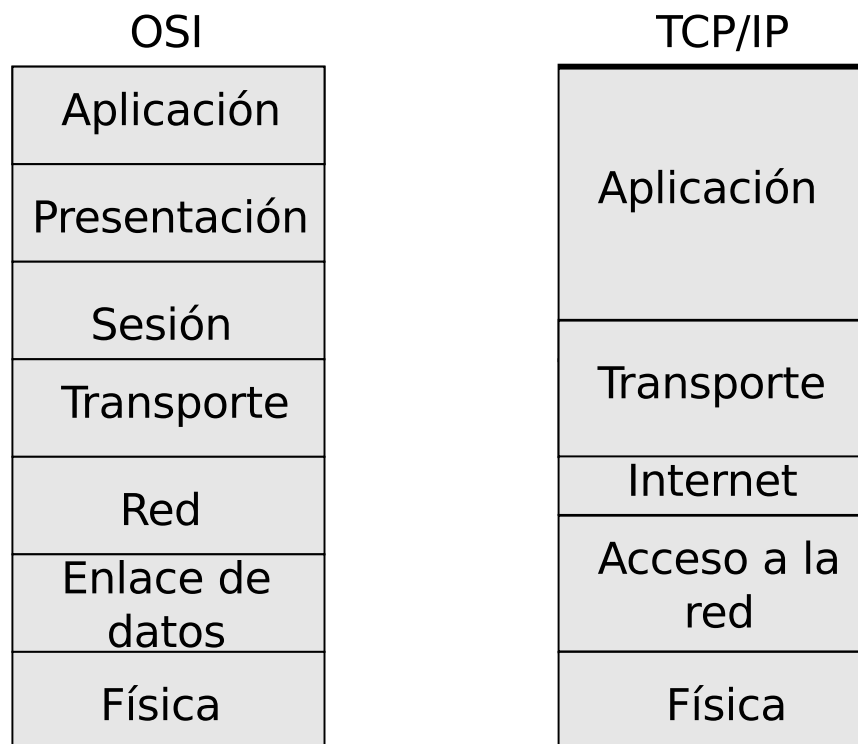 OSI
Aplicación
Presentación
Sesión
Transporte
Red
Enlace de
datos
Física
TCP/IP
Aplicación
Transporte
Internet
Acceso a la
red
Física